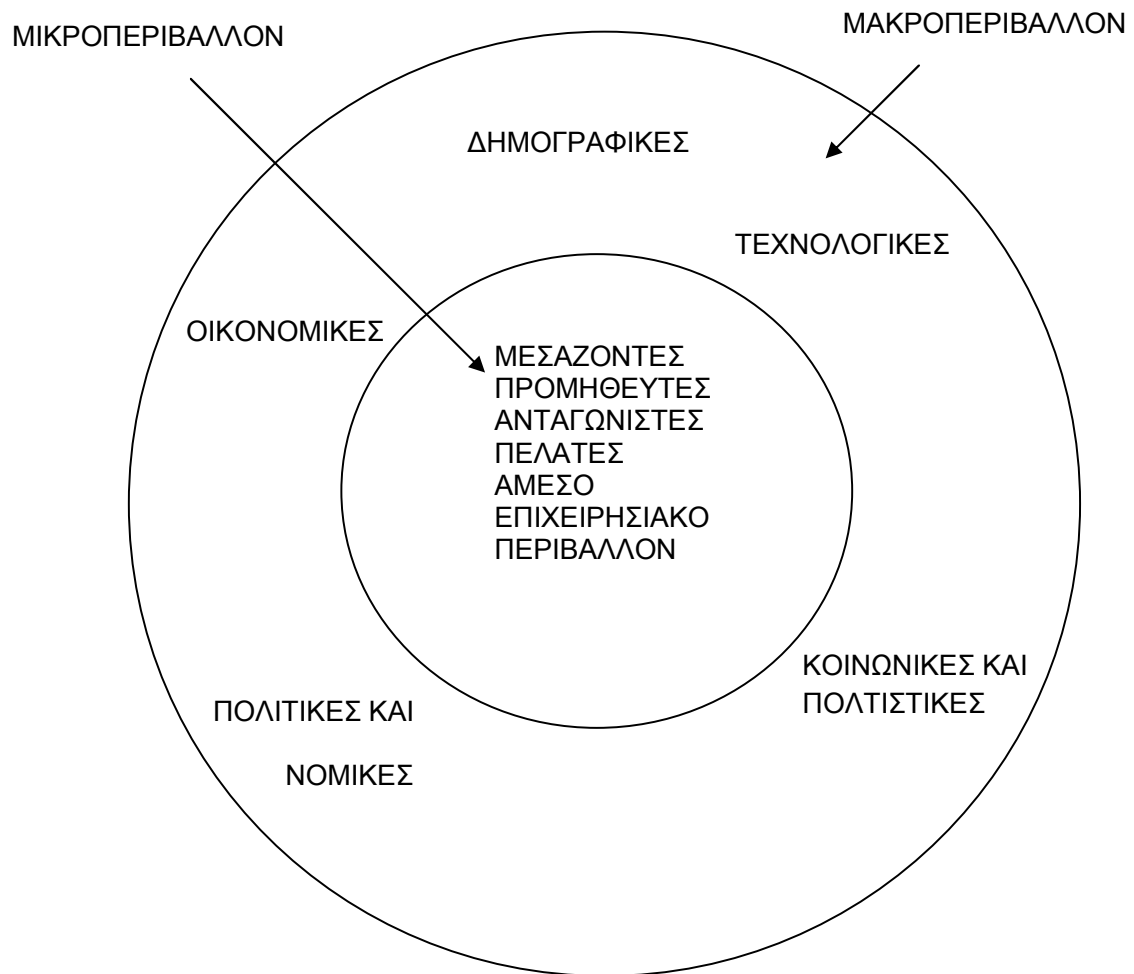 ΜΙΚΡΟΠΕΡΙΒΑΛΛΟΝ
ΜΑΚΡΟΠΕΡΙΒΑΛΛΟΝ
ΔΗΜΟΓΡΑΦΙΚΕΣ
ΤΕΧΝΟΛΟΓΙΚΕΣ
ΟΙΚΟΝΟΜΙΚΕΣ
ΜΕΣΑΖΟΝΤΕΣ
ΠΡΟΜΗΘΕΥΤΕΣ
ΑΝΤΑΓΩΝΙΣΤΕΣ
ΠΕΛΑΤΕΣ
ΑΜΕΣΟ
ΕΠΙΧΕΙΡΗΣΙΑΚΟ
ΠΕΡΙΒΑΛΛΟΝ
ΚΟΙΝΩΝΙΚΕΣ ΚΑΙ
ΠΟΛΤΙΣΤΙΚΕΣ
ΠΟΛΙΤΙΚΕΣ ΚΑΙ
ΝΟΜΙΚΕΣ